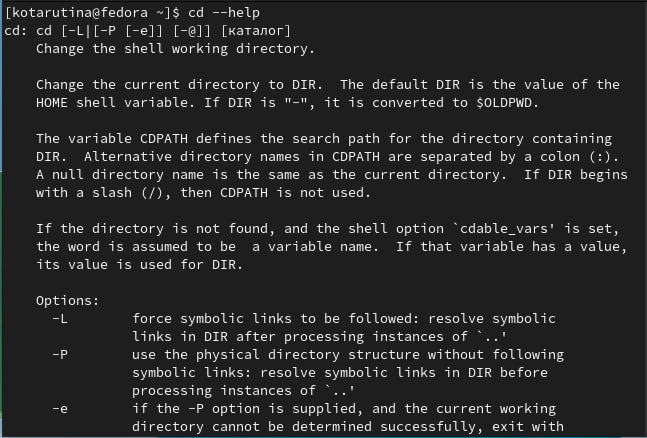 [kotarutina@fedora ~]$ cd --help
cd: cd [-L|[-P [-e]] [-@]] [каталог]
    Change the shell working directory.

    Change the current directory to DIR.  The default DIR is the value of the
    HOME shell variable. If DIR is "-", it is converted to $OLDPWD.

    The variable CDPATH defines the search path for the directory containing
    DIR.  Alternative directory names in CDPATH are separated by a colon (:).
    A null directory name is the same as the current directory.  If DIR begins
    with a slash (/), then CDPATH is not used.

    If the directory is not found, and the shell option `cdable_vars' is set,
    the word is assumed to be  a variable name.  If that variable has a value,
    its value is used for DIR.

    Options:
      -L        force symbolic links to be followed: resolve symbolic
                links in DIR after processing instances of `..'
      -P        use the physical directory structure without following
                symbolic links: resolve symbolic links in DIR before
                processing instances of `..'
      -e        if the -P option is supplied, and the current working
                directory cannot be determined successfully, exit with